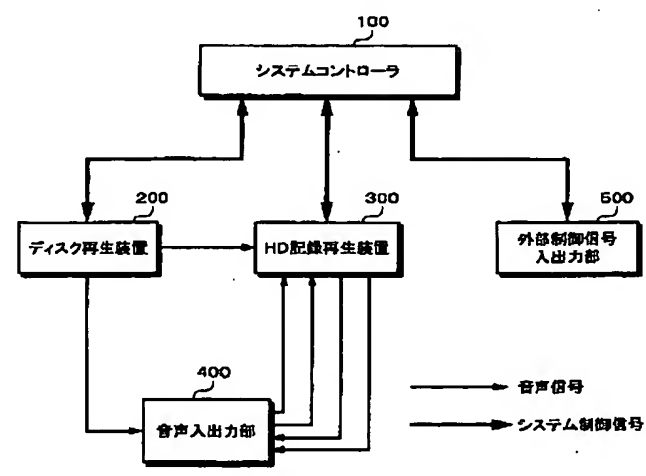 100
システムコントローラ
200
ディスク再生装置
300
HD記録再生装置
500
外部制御信号
入出力部
400
音声入出力部
音声信号
システム制御信号